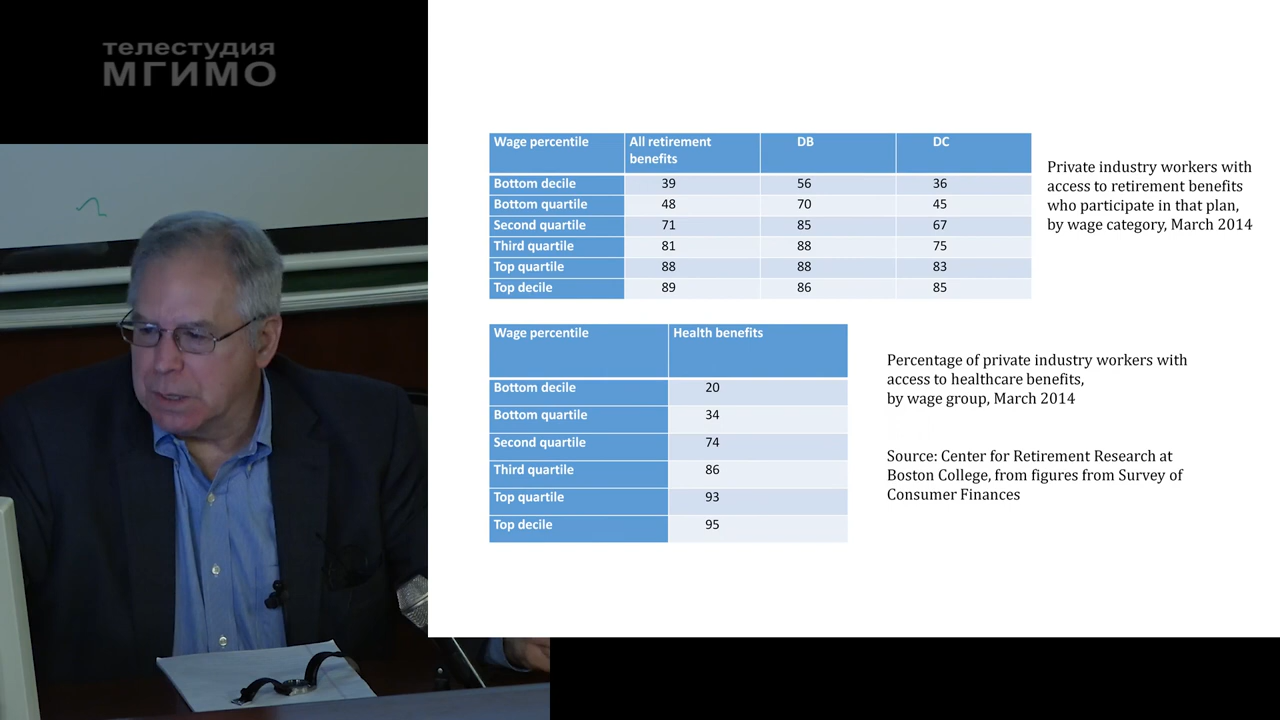 телестудия
МГИМО
Wage percentile All retirement benefits DB DC
Bottom decile 39 56 36
Bottom quartile 48 70 45
Second quartile 71 85 67
Third quartile 81 88 75
Top quartile 88 88 83
Top decile 89 86 85
Private industry workers with
access to retirement benefits
who participate in that plan,
by wage category, March 2014
Wage percentile Health benefits
Bottom decile 20
Bottom quartile 34
Second quartile 74
Third quartile 86
Top quartile 93
Top decile 95
Percentage of private industry workers with
access to healthcare benefits,
by wage group, March 2014
Source: Center for Retirement Research at
Boston College, from figures from Survey of
Consumer Finances